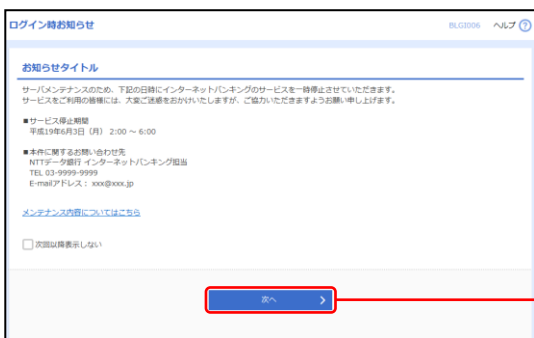 ログイン時お知らせ
BLGI006 ヘルプ ?
お知らせタイトル
サーバメンテナンスのため、下記の日時にインターネットバンキングのサービスを一時停止させていただきます。
サービスをご利用の皆様には、大変ご迷惑をおかけいたしますが、ご協力いただきますようお願い申し上げます。
■サービス停止期間
平成19年6月3日（月） 2:00 ～ 6:00
■本件に関するお問い合わせ先
NTTデータ銀行 インターネットバンキング担当
TEL 03-9999-9999
E-mailアドレス： xxx@xxx.jp
メンテナンス内容についてはこちら
次回以降表示しない
次へ